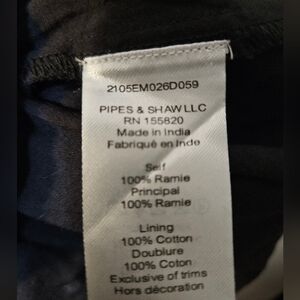 2105EM026D059
PIPES & SHAW LLC
RN 155820
Made in India
Fabriqué en Inde
Self
100% Ramie
Principal
100% Ramie
Lining
100% Cotton
Doublure
100% Coton
Exclusive of trims
Hors décoration